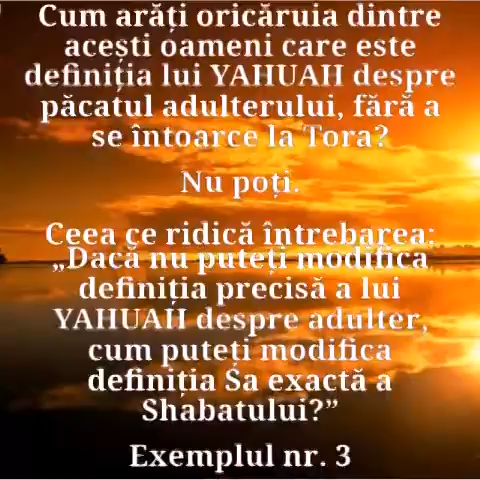 Cum arăți oricăruia dintre
acești oameni care este
definiția lui YAHUAH despre
păcatul adulterului, fără a
se întoarce la Tora?
Nu poți.
Ceea ce ridică întrebarea:
„Dacă nu puteți modifica
definiția precisă a lui
YAHUAH despre adulter,
cum puteți modifica
definiția Sa exactă a
Shabatului?”
Exemplul nr. 3